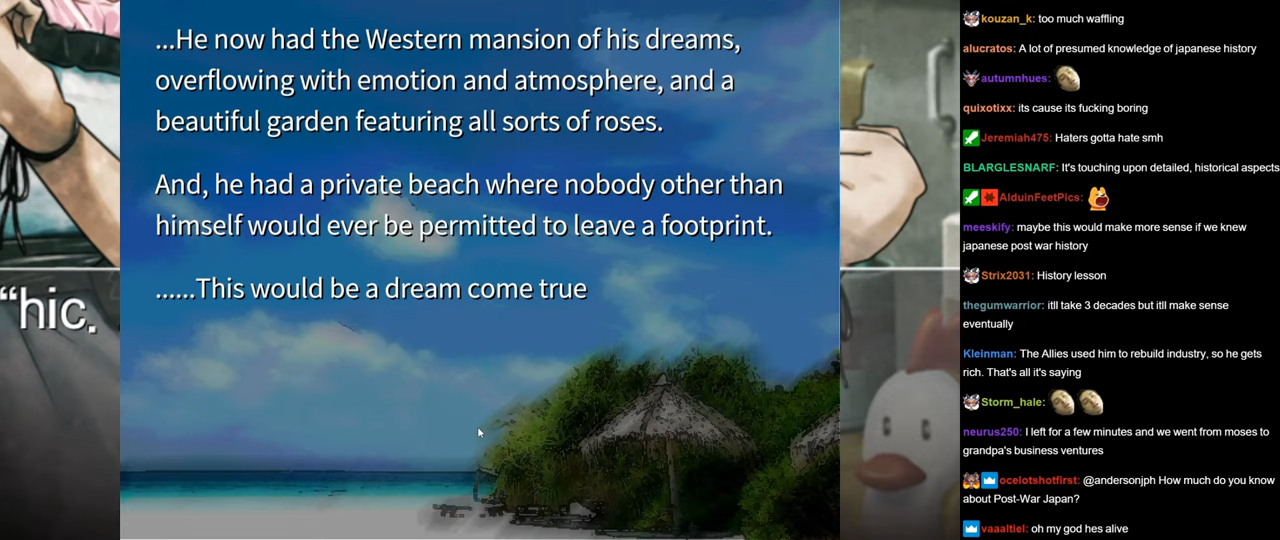 ...He now had the Western mansion of his dreams,
overflowing with emotion and atmosphere, and a
beautiful garden featuring all sorts of roses.
And, he had a private beach where nobody other than
himself would ever be permitted to leave a footprint.
......This would be a dream come true
“hic.
kouzan_k: too much waffling
alucratos: A lot of presumed knowledge of japanese history
autumnhues:
quixotixx: its cause its fucking boring
Jeremiah475: Haters gotta hate smh
BLARGLESNARF: It's touching upon detailed, historical aspects
AlduinFeetPics:
meeskify: maybe this would make more sense if we knew
japanese post war history
Strix2031: History lesson
thegumwarrior: itll take 3 decades but itll make sense
eventually
Kleinman: The Allies used him to rebuild industry, so he gets
rich. That's all it's saying
Storm_hale:
neurus250: I left for a few minutes and we went from moses to
grandpa's business ventures
ocelotshotfirst: @andersonjph How much do you know
about Post-War Japan?
vaaaltiel: oh my god hes alive